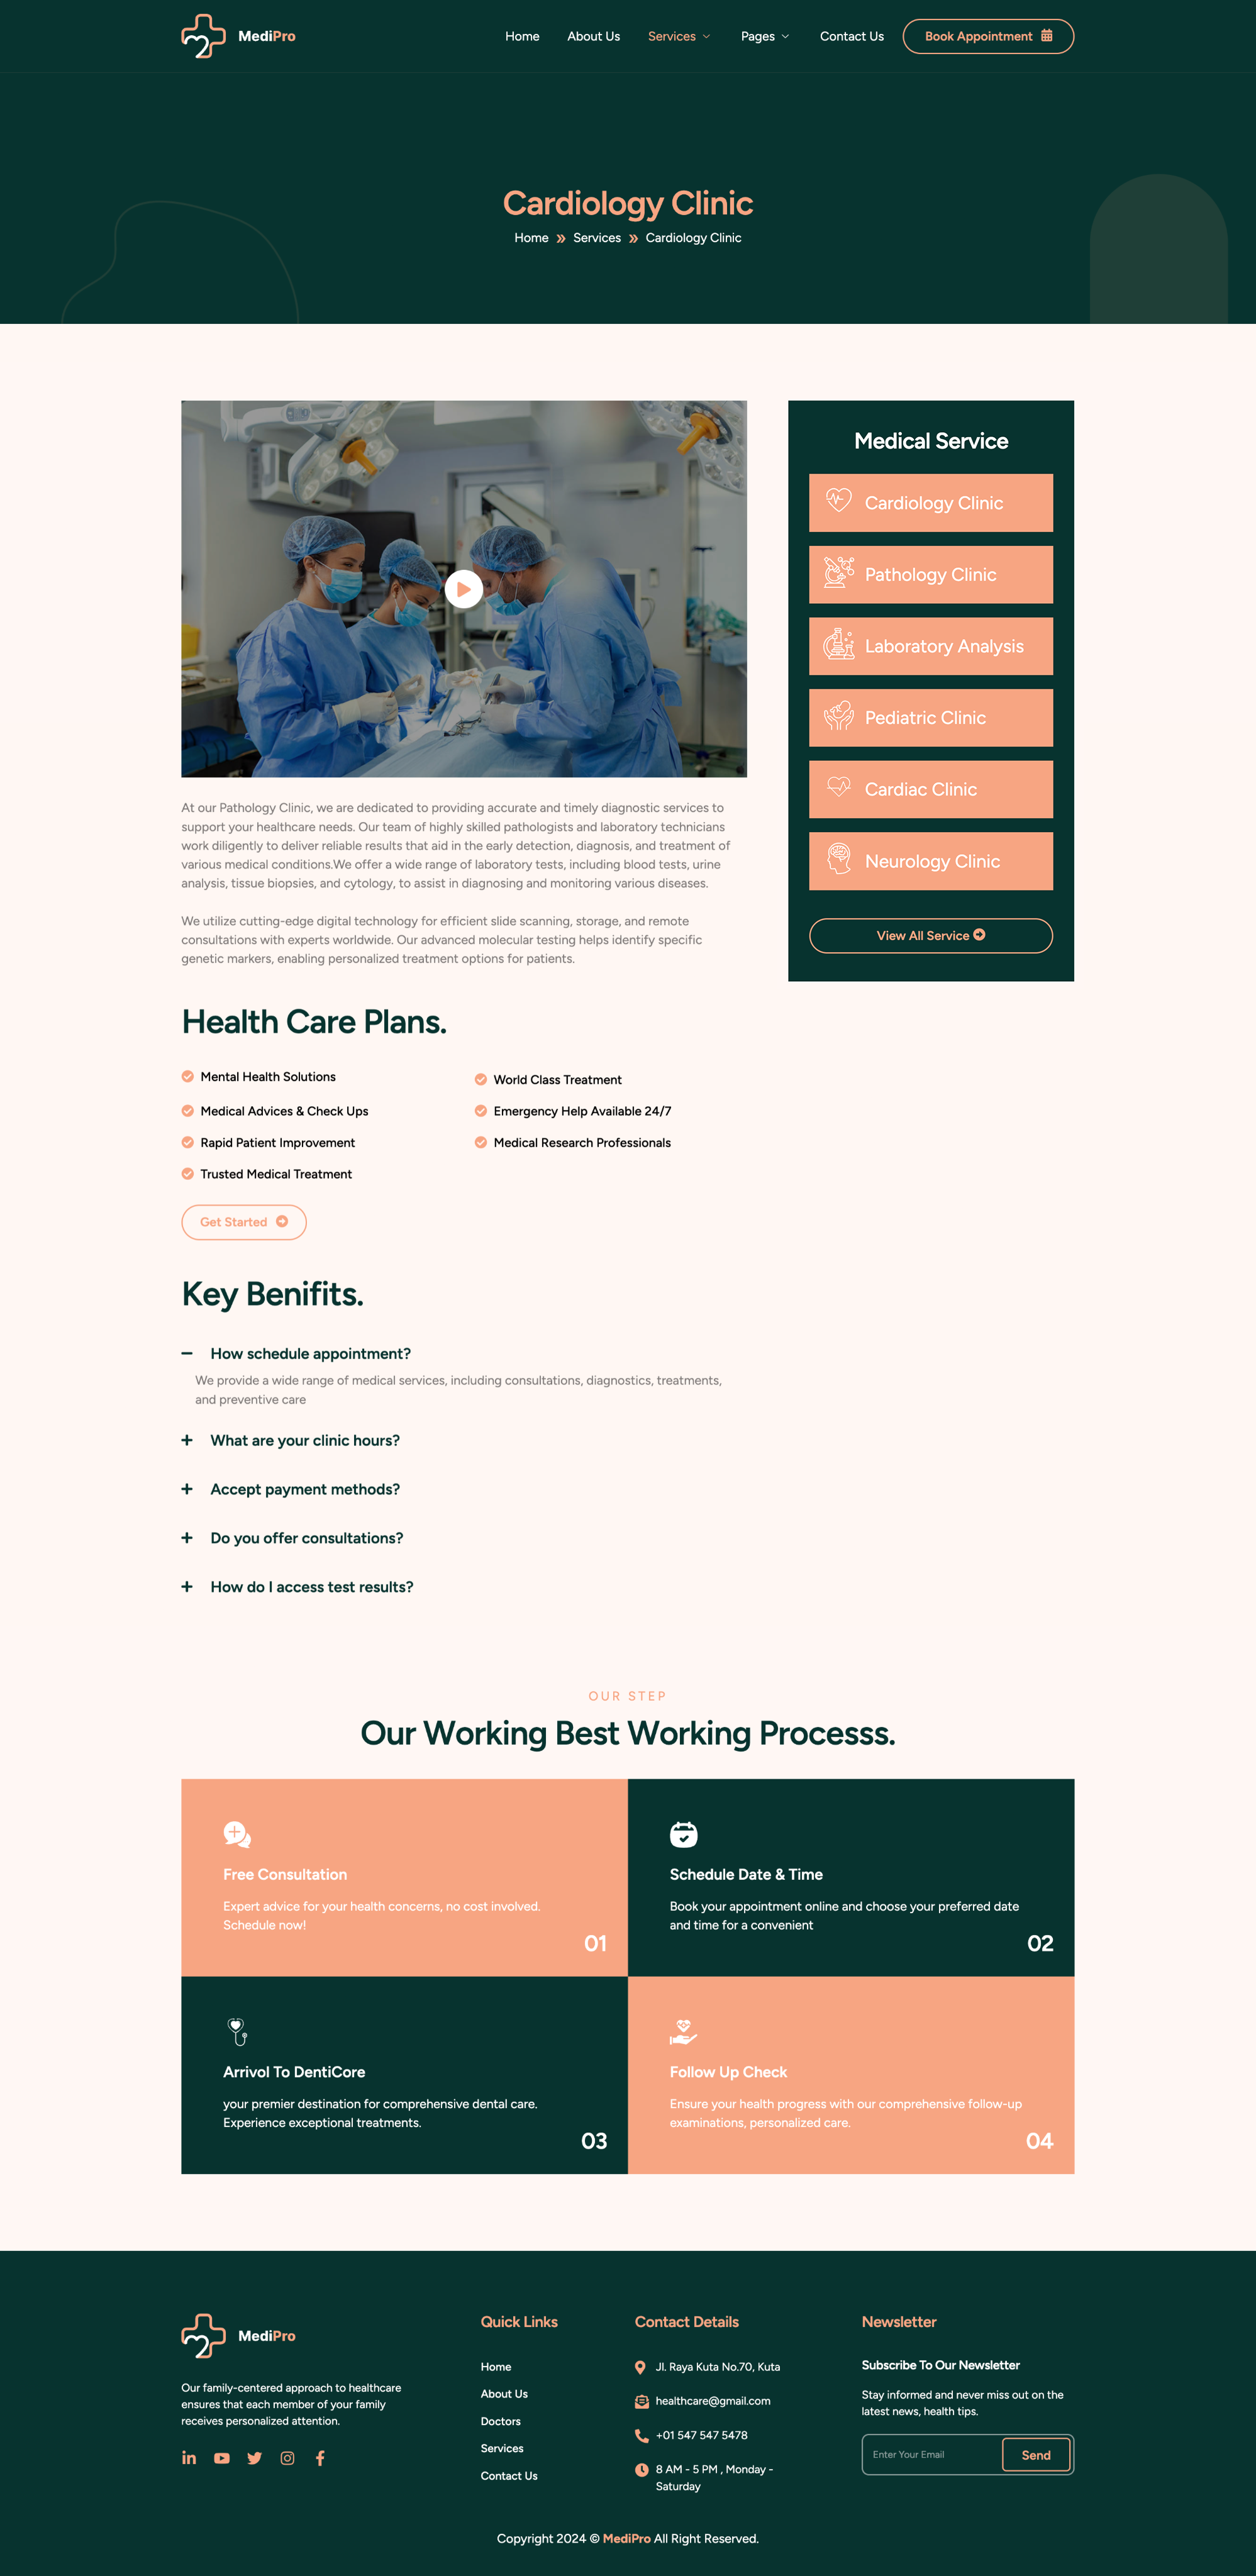 MediPro
Home
About Us
Services
Pages
Contact Us
Book Appointment
Cardiology Clinic
Home » Services » Cardiology Clinic
Medical Service
Cardiology Clinic
Pathology Clinic
Laboratory Analysis
Pediatric Clinic
Cardiac Clinic
Neurology Clinic
View All Service
At our Pathology Clinic, we are dedicated to providing accurate and timely diagnostic services to
support your healthcare needs. Our team of highly skilled pathologists and laboratory technicians
work diligently to deliver reliable results that aid in the early detection, diagnosis, and treatment of
various medical conditions.We offer a wide range of laboratory tests, including blood tests, urine
analysis, tissue biopsies, and cytology, to assist in diagnosing and monitoring various diseases.
We utilize cutting-edge digital technology for efficient slide scanning, storage, and remote
consultations with experts worldwide. Our advanced molecular testing helps identify specific
genetic markers, enabling personalized treatment options for patients.
Health Care Plans.
Mental Health Solutions
Medical Advices & Check Ups
Rapid Patient Improvement
Trusted Medical Treatment
World Class Treatment
Emergency Help Available 24/7
Medical Research Professionals
Get Started
Key Benifits.
How schedule appointment?
We provide a wide range of medical services, including consultations, diagnostics, treatments,
and preventive care
What are your clinic hours?
Accept payment methods?
Do you offer consultations?
How do I access test results?
OUR STEP
Our Working Best Working Processs.
Free Consultation
Expert advice for your health concerns, no cost involved.
Schedule now!
01
Schedule Date & Time
Book your appointment online and choose your preferred date
and time for a convenient
02
Arrivol To DentiCore
your premier destination for comprehensive dental care.
Experience exceptional treatments.
03
Follow Up Check
Ensure your health progress with our comprehensive follow-up
examinations, personalized care.
04
MediPro
Our family-centered approach to healthcare
ensures that each member of your family
receives personalized attention.
Quick Links
Home
About Us
Doctors
Services
Contact Us
Contact Details
Jl. Raya Kuta No.70, Kuta
healthcare@gmail.com
+01 547 547 5478
8 AM - 5 PM , Monday -
Saturday
Newsletter
Subscribe To Our Newsletter
Stay informed and never miss out on the
latest news, health tips.
Enter Your Email
Send
Copyright 2024 © MediPro All Right Reserved.